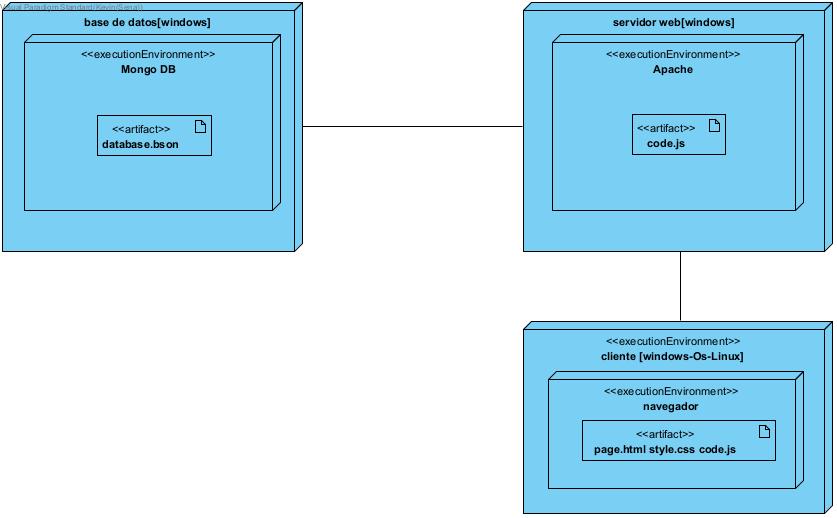 Visual Paradigm Standard(Kevin(Sena))
base de datos[windows]
<<executionEnvironment>>
Mongo DB
<<artifact>>
database.bson
servidor web[windows]
<<executionEnvironment>>
Apache
<<artifact>>
code.js
<<executionEnvironment>>
cliente [windows-Os-Linux]
<<executionEnvironment>>
navegador
<<artifact>>
page.html style.css code.js